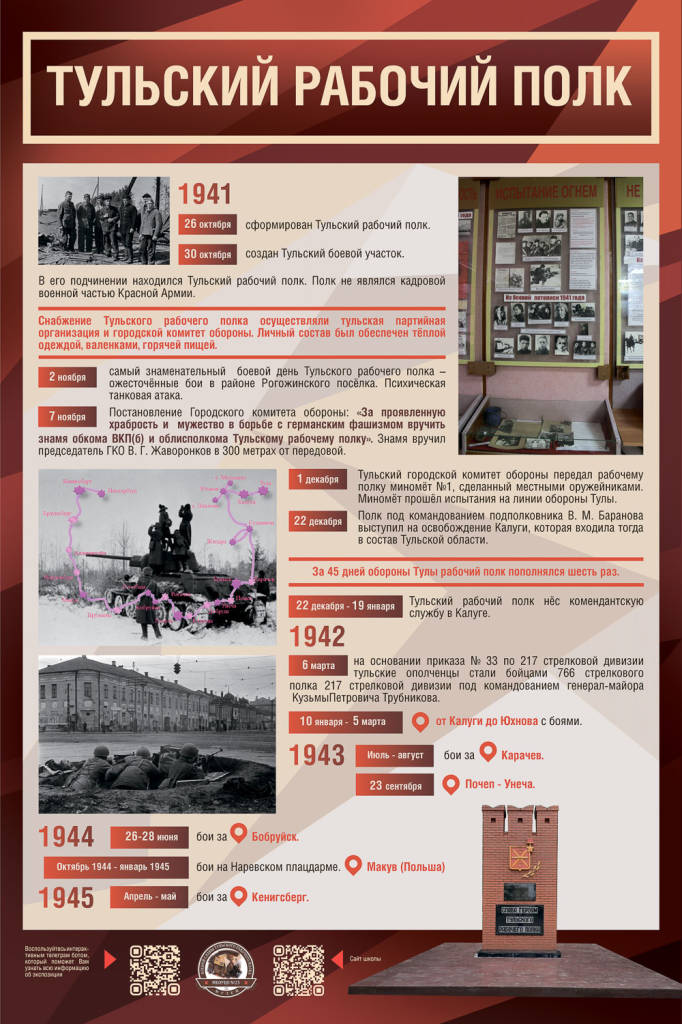 ТУЛЬСКИЙ РАБОЧИЙ ПОЛК
1941
26 октября
сформирован Тульский рабочий полк.
30 октября
создан Тульский боевой участок.
В его подчинении находился Тульский рабочий полк. Полк не являлся кадровой
военной частью Красной Армии.
Снабжение Тульского рабочего полка осуществляли тульская партийная
организация и городской комитет обороны. Личный состав был обеспечен тёплой
одеждой, валенками, горячей пищей.
2 ноября
самый знаменательный боевой день Тульского рабочего полка –
ожесточённые бои в районе Рогожинского посёлка. Психическая
танковая атака.
7 ноября
Постановление Городского комитета обороны: «За проявленную
храбрость и мужество в борьбе с германским фашизмом вручить
знамя обкома ВКП(б) и облисполкома Тульскому рабочему полку». Знамя вручил
председатель ГКО В. Г. Жаворонков в 300 метрах от передовой.
ИСПЫТАНИЕ ОГНЕМ
НЕ
Из боевой летописи 1941 года
1 декабря
Тульский городской комитет обороны передал рабочему
полку миномёт №1, сделанный местными оружейниками.
Миномёт прошёл испытания на линии обороны Тулы.
22 декабря
Полк под командованием подполковника В. М. Баранова
выступил на освобождение Калуги, которая входила тогда
в состав Тульской области.
За 45 дней обороны Тулы рабочий полк пополнялся шесть раз.
22 декабря - 19 января
Тульский рабочий полк нёс комендантскую
службу в Калуге.
1942
6 марта
на основании приказа № 33 по 217 стрелковой дивизии
тульские ополченцы стали бойцами 766 стрелкового
полка 217 стрелковой дивизии под командованием генерал-майора
КузьмыПетровича Трубникова.
10 января - 5 марта
от Калуги до Юхнова с боями.
1943
Июль - август
бои за
Карачев.
23 сентября
Почеп - Унеча.
1944
26-28 июня
бои за
Бобруйск.
Октябрь 1944 - январь 1945
бои на Наревском плацдарме.
Макув (Польша)
1945
Апрель - май
бои за
Кенигсберг.
СЛАВА ГЕРОЯМ
ТУЛЬСКОГО
РАБОЧЕГО ПОЛКА
Воспользуйтесьинтерак-
тивным телеграм ботом,
который поможет Вам
узнать всю информацию
об экспозиции
Сайт школы